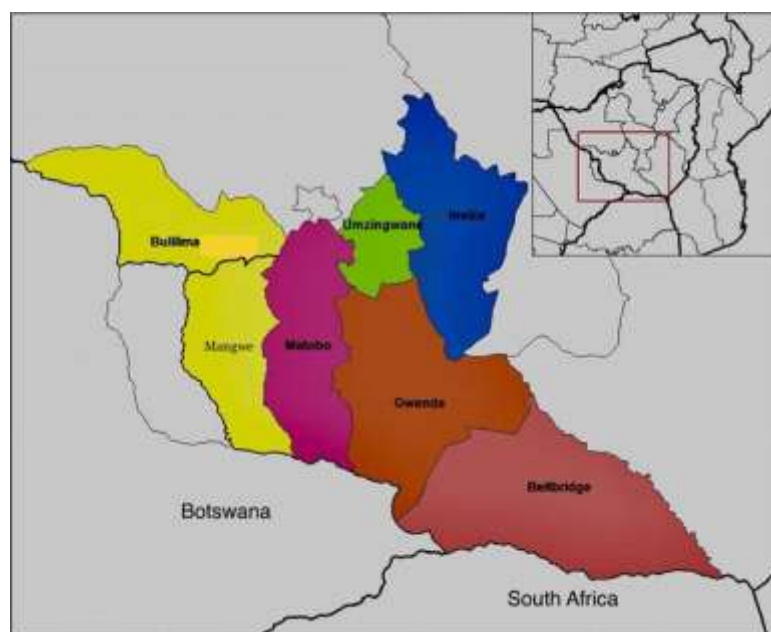 Umzingwane
Insiza
Bulilima
Mangwe
Matobo
Gwanda
Beitbridge
Botswana
South Africa